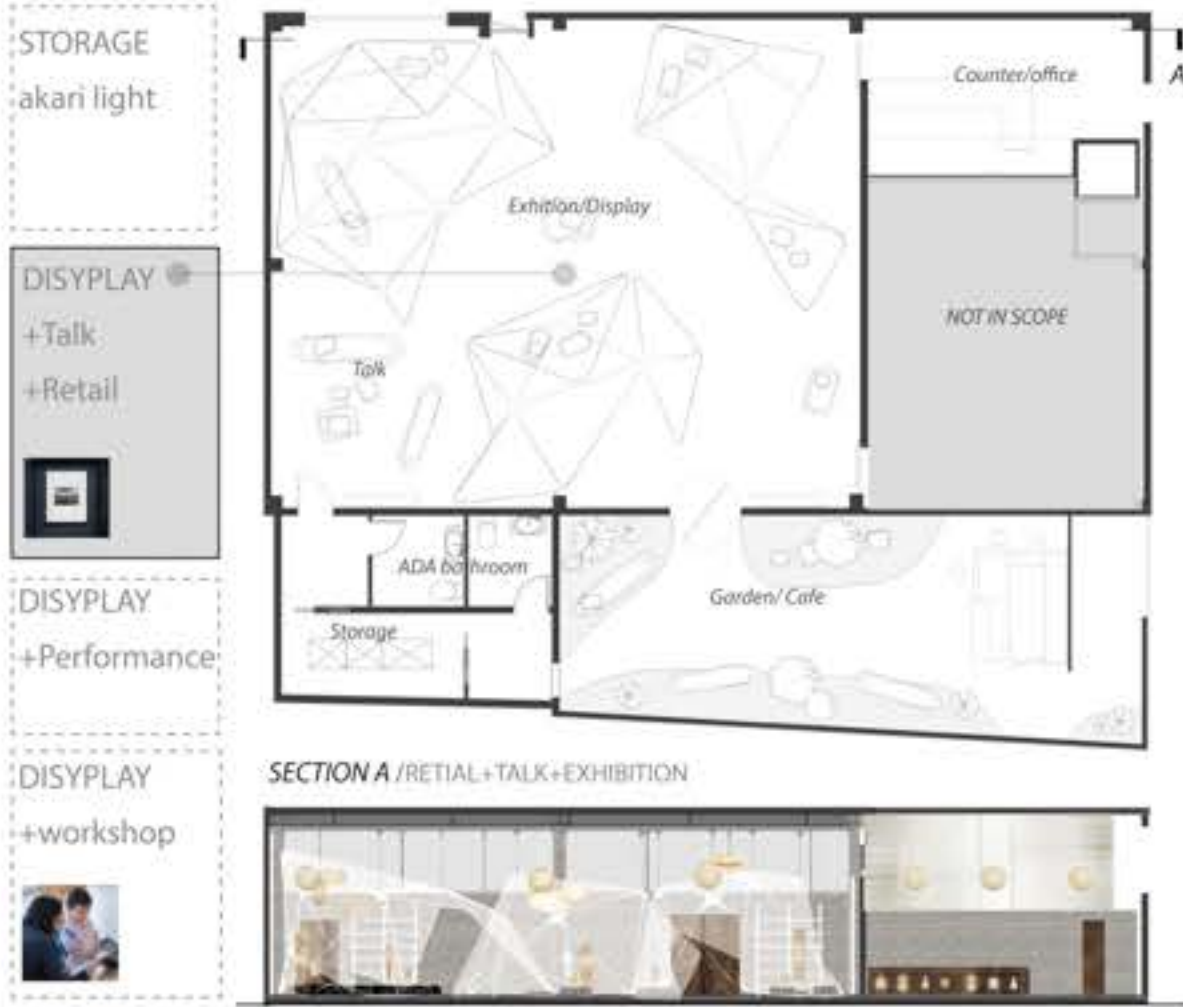 STORAGE
akari light
DISYPLAY
+Talk
+Retail
DISYPLAY
+Performance
DISYPLAY
+workshop
Counter/office
A
Exhition/Display
NOT IN SCOPE
Talk
ADA bathroom
Garden/ Cafe
Storage
SECTION A /RETIAL+TALK+EXHIBITION